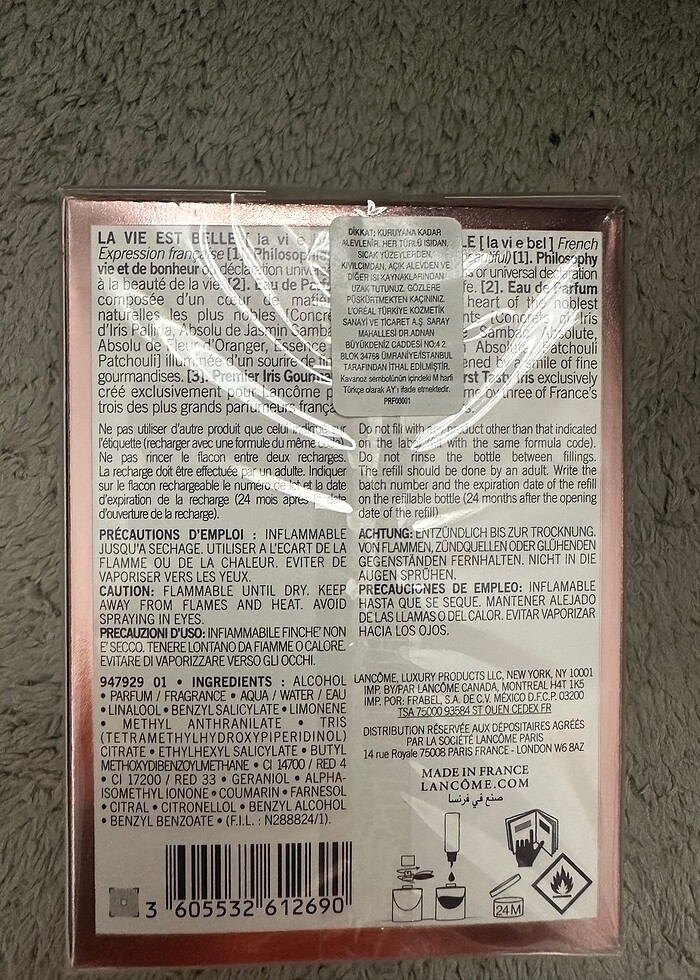 LA VIE EST BELLE [la vi e
Expression française [1]. Philosophie
vie et de bonheur ou déclaration univ
à la beauté de la vie. [2]. Eau de Pa
composée d'un cœ de mati
naturelles les plus no (Concrè
d'Iris Pallida, Absolu de Jasmin Samba
Absolu de Fleur d'Oranger, Essence
Patchouli] illuminée d'un sourire de fi
gourmandises. [3]. Premier Iris Gourma
créé exclusivement pour Lancôme p
trois des plus grands parfumeurs frança
LE [la vi e bel] French
beautiful) [1]. Philosophy
s or universal declaration
fe. [2]. Eau de Parfum
heart of the noblest
nts (Concrete of Iris
Sambac Absolute,
Absolute, Patchouli
ened by a smile of fine
rst Tasty Iris exclusively
me by three of France's
s.
DİKKAT; KURUYANA KADAR
ALEVLENİR. HER TÜRLÜ ISIDAN,
SICAK YÜZEYLERDEN,
KIVILCIMDAN, AÇIK ALEVDEN VE
DİĞER ISI KAYNAKLARINDAN
UZAK TUTUNUZ. GÖZLERE
PÜSKÜRTMEKTEN KAÇININIZ.
L'OREAL TÜRKİYE KOZMETİK
SANAYİ VE TİCARET A.Ş. SARAY
MAHALLESİ DR.ADNAN
BÜYÜKDENİZ CADDESİ NO:4 2.
BLOK 34768 ÜMRANİYE/İSTANBUL
TARAFINDAN İTHAL EDİLMİŞTİR.
Kavanoz sembolünün içindeki M harfi
Türkçe olarak AY'ı ifade etmektedir.
PRF00001
Ne pas utiliser d'autre produit que celui indiqué sur
l'étiquette (recharger avec une formule du même code).
Ne pas rincer le flacon entre deux recharges.
La recharge doit être effectuée par un adulte. Indiquer
sur le flacon rechargeable le numéro de lot et la date
d'expiration de la recharge (24 mois après la date
d'ouverture de la recharge).
Do not fill with any product other than that indicated
on the label with the same formula code).
Do not rinse the bottle between fillings.
The refill should be done by an adult. Write the
batch number and the expiration date of the refill
on the refillable bottle (24 months after the opening
date of the refill).
PRÉCAUTIONS D'EMPLOI : INFLAMMABLE
JUSQU'A SECHAGE. UTILISER A L'ECART DE LA
FLAMME OU DE LA CHALEUR. EVITER DE
VAPORISER VERS LES YEUX.
CAUTION: FLAMMABLE UNTIL DRY. KEEP
AWAY FROM FLAMES AND HEAT. AVOID
SPRAYING IN EYES.
PRECAUZIONI D'USO: INFIAMMABILE FINCHE' NON
E' SECCO. TENERE LONTANO DA FIAMME O CALORE.
EVITARE DI VAPORIZZARE VERSO GLI OCCHI.
ACHTUNG: ENTZÜNDLICH BIS ZUR TROCKNUNG.
VON FLAMMEN, ZÜNDQUELLEN ODER GLÜHENDEN
GEGENSTÄNDEN FERNHALTEN. NICHT IN DIE
AUGEN SPRÜHEN.
PRECAUCIONES DE EMPLEO: INFLAMABLE
HASTA QUE SE SEQUE. MANTENER ALEJADO
DE LAS LLAMAS O DEL CALOR. EVITAR VAPORIZAR
HACIA LOS OJOS.
947929 01 • INGREDIENTS : ALCOHOL
• PARFUM / FRAGRANCE • AQUA / WATER / EAU
• LINALOOL • BENZYL SALICYLATE • LIMONENE
• METHYL ANTHRANILATE • TRIS
(TETRAMETHYLHYDROXYPIPERIDINOL)
CITRATE • ETHYLHEXYL SALICYLATE • BUTYL
METHOXYDIBENZOYLMETHANE • CI 14700 / RED 4
• CI 17200 / RED 33 • GERANIOL • ALPHA-
ISOMETHYL IONONE • COUMARIN • FARNESOL
• CITRAL • CITRONELLOL • BENZYL ALCOHOL
• BENZYL BENZOATE • (F.I.L. : N288824/1).
LANCÔME, LUXURY PRODUCTS LLC, NEW YORK, NY 10001
IMP. BY/PAR LANCÔME CANADA, MONTREAL H4T 1K5
IMP. POR: FRABEL, S.A. DE C.V. MÉXICO D.F.C.P. 03200
TSA 75000 93584 ST OUEN CEDEX FR
DISTRIBUTION RÉSERVÉE AUX DÉPOSITAIRES AGRÉÉS
PAR LA SOCIÉTÉ LANCÔME PARIS
14 rue Royale 75008 PARIS FRANCE - LONDON W6 8AZ
MADE IN FRANCE
LANCÔME.COM
صنع في فرنسا
24M
3 605532 612690